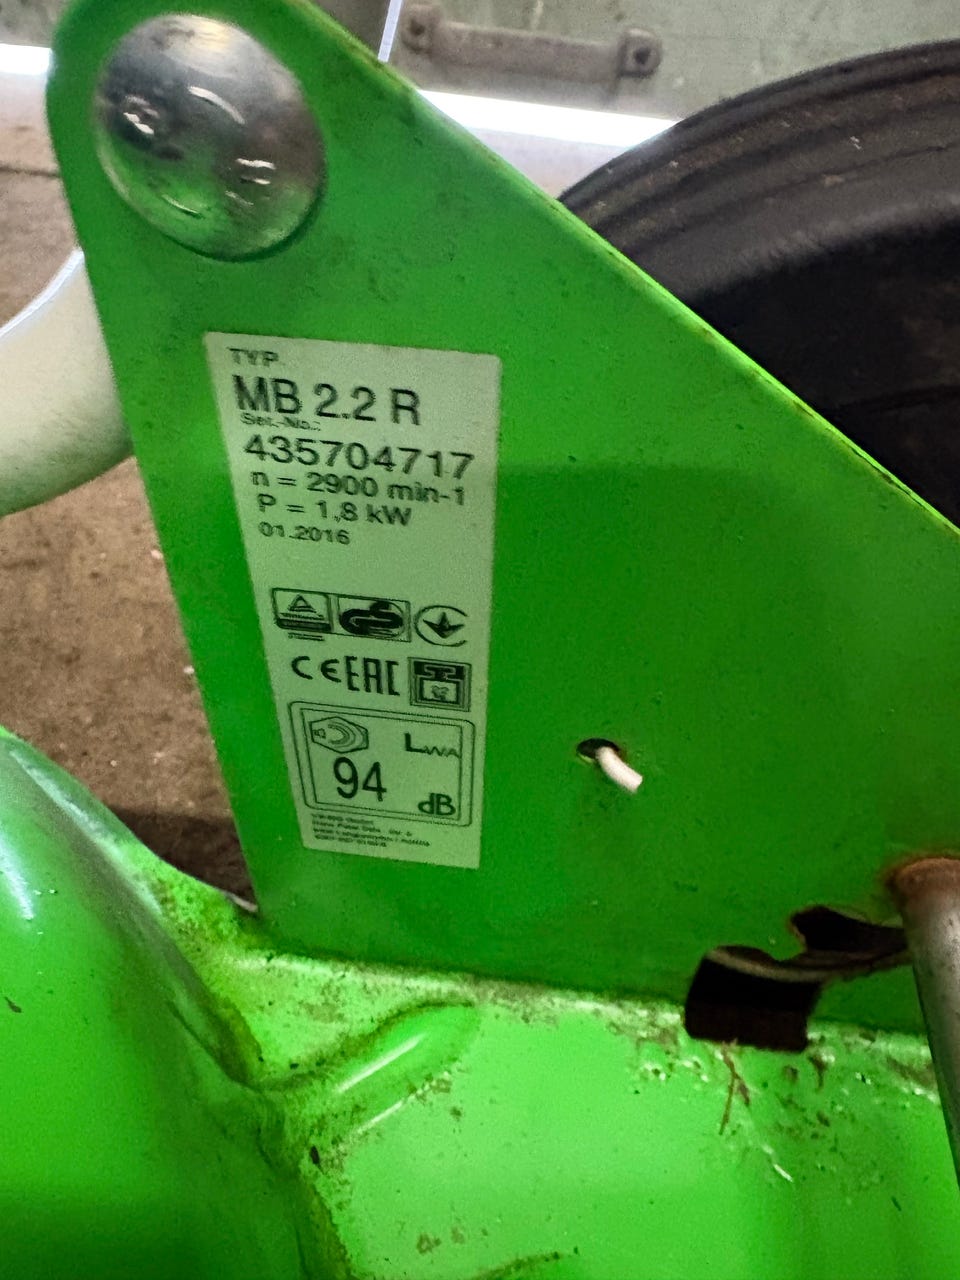 TYP
MB 2.2 R
Ser.-No.:
435704717
n = 2900 min-1
P = 1,8 kW
01.2016
CE EAC
LWA
94
dB